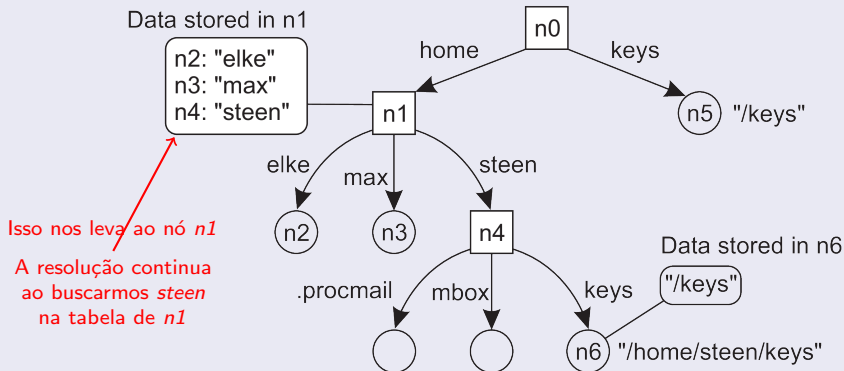 Data stored in n1
n0
n2: "elke"
n3: "max"
n4: "steen"
home
keys
n1
n5
"/keys"
elke
max
steen
Isso nos leva ao nó n1
n2
n3
n4
Data stored in n6
A resolução continua
ao buscarmos steen
na tabela de n1
.procmail
mbox
keys
"/keys"
n6
"/home/steen/keys"